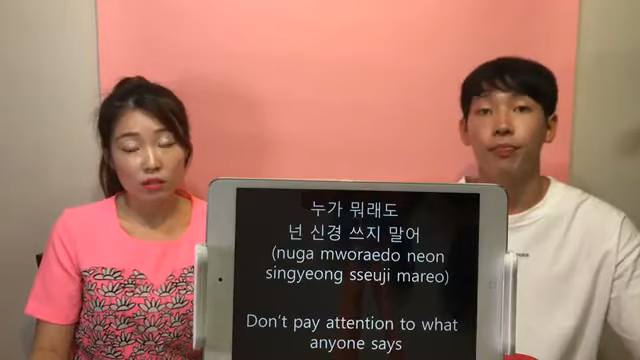 누가 뭐래도
넌 신경 쓰지 말어
(nuga mworaedo neon
singyeong sseuji mareo)
Don't pay attention to what
anyone says